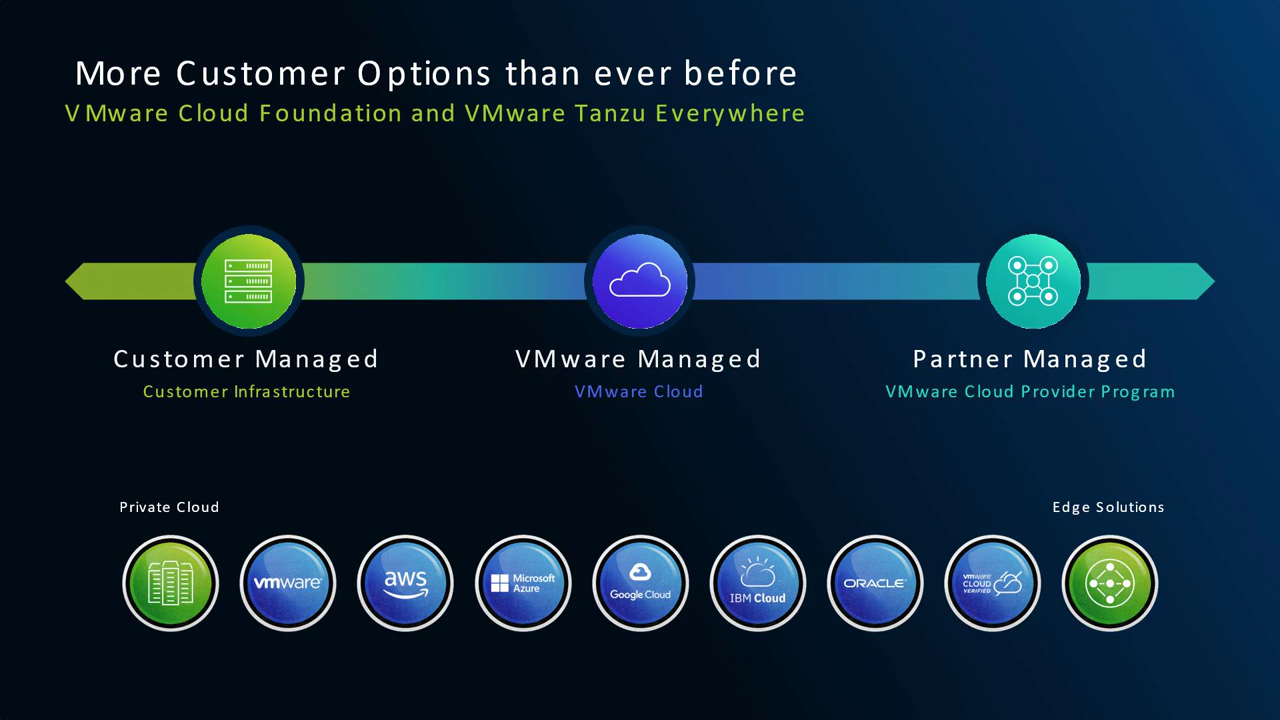 More Customer Options than ever before
VMware Cloud Foundation and VMware Tanzu Everywhere
Customer Managed
VMware Managed
Partner Managed
Customer Infrastructure
VMware Cloud
VMware Cloud Provider Program
Private Cloud
Edge Solutions
vmware®
aws
Microsoft
Azure
Google Cloud
IBM Cloud
ORACLE®
vmware®
CLOUD
VERIFIED